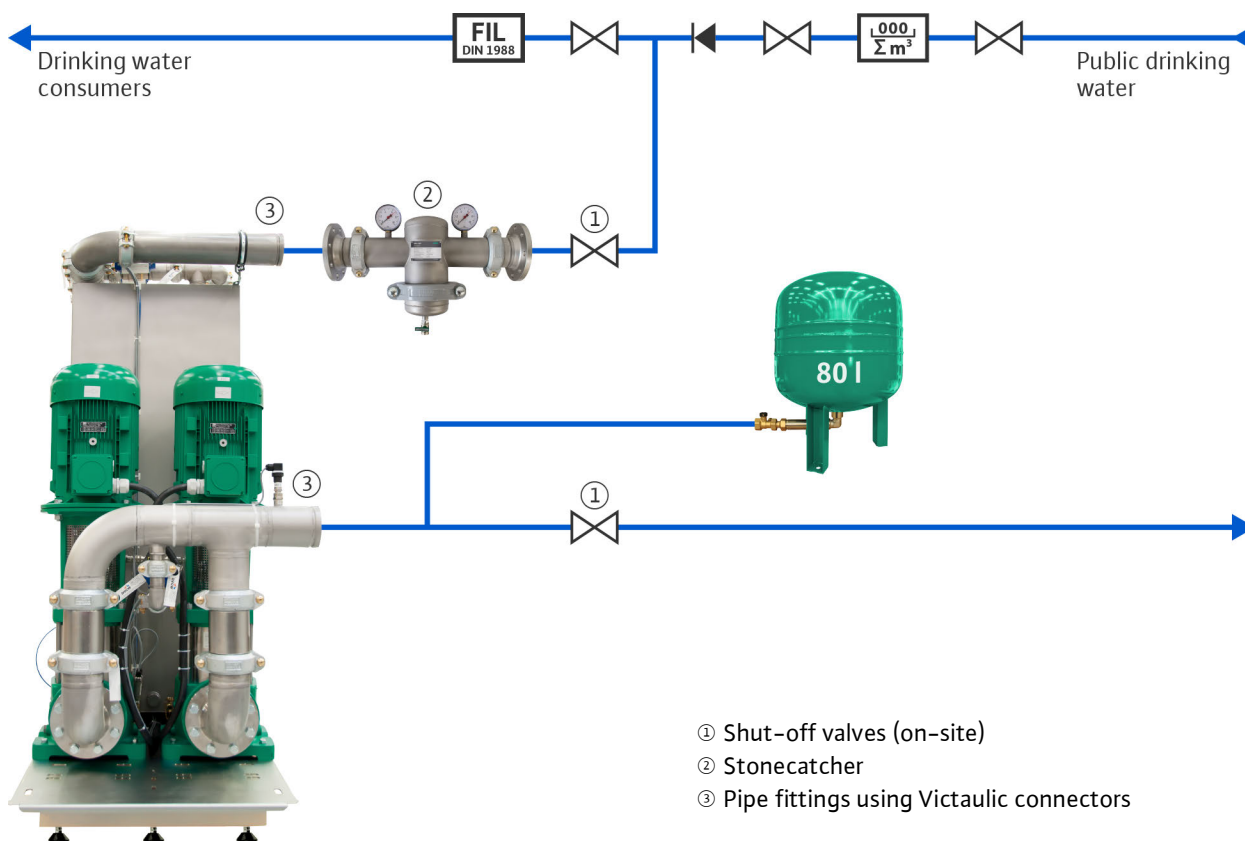 FIL
DIN 1988
000
Σ m³
Drinking water
consumers
Public drinking
water
②
③
①
80 l
③
①
① Shut-off valves (on-site)
② Stonecatcher
③ Pipe fittings using Victaulic connectors